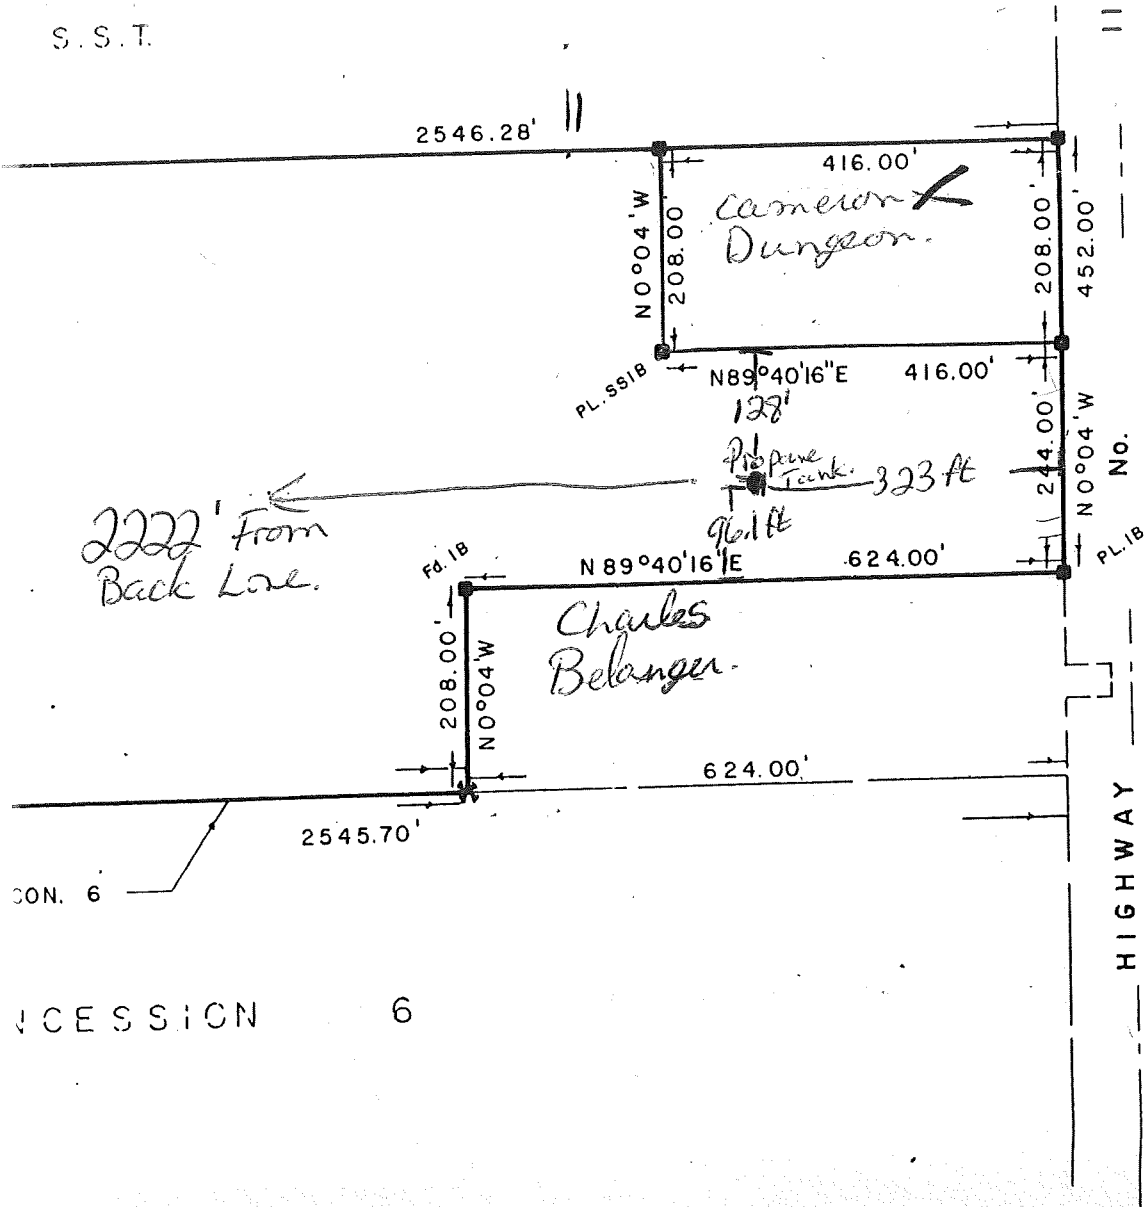 S.S.T.
11
2546.28'
416.00'
Cameron
Dungeon.
N0°04'W
208.00'
208.00'
452.00'
PL. SSIB
N89°40'16"E
416.00'
128'
Propane
Tank.
323 ft
244.00'
N0°04'W
No.
2222' From
Back Line.
96.1 ft
PL. IB
Fd. IB
N 89°40'16"E
624.00'
Charles
Belanger.
208.00'
N0°04'W
624.00'
2545.70'
CON. 6
HIGHWAY
NCESSION 6